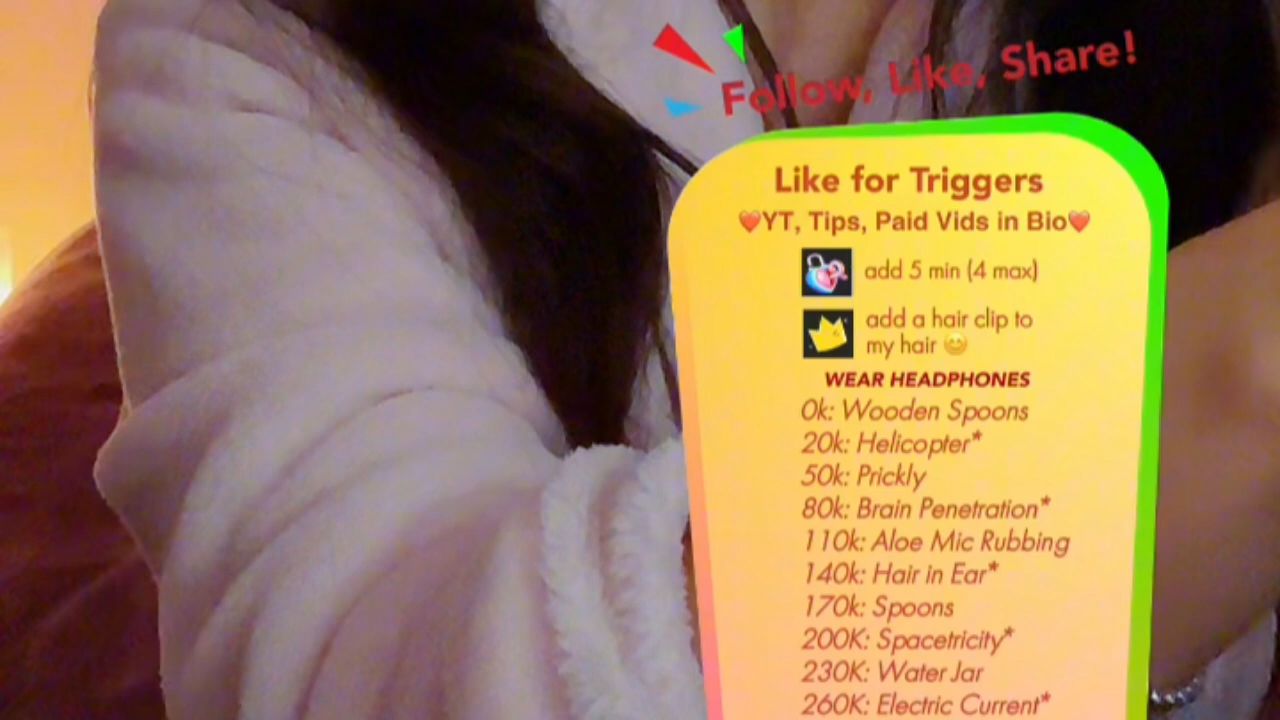 Follow, Like, Share!
Like for Triggers
🧡YT, Tips, Paid Vids in Bio🧡
add 5 min (4 max)
add a hair clip to
my hair 😊
WEAR HEADPHONES
0k: Wooden Spoons
20k: Helicopter*
50k: Prickly
80k: Brain Penetration*
110k: Aloe Mic Rubbing
140k: Hair in Ear*
170k: Spoons
200K: Spacetricity*
230K: Water Jar
260K: Electric Current*